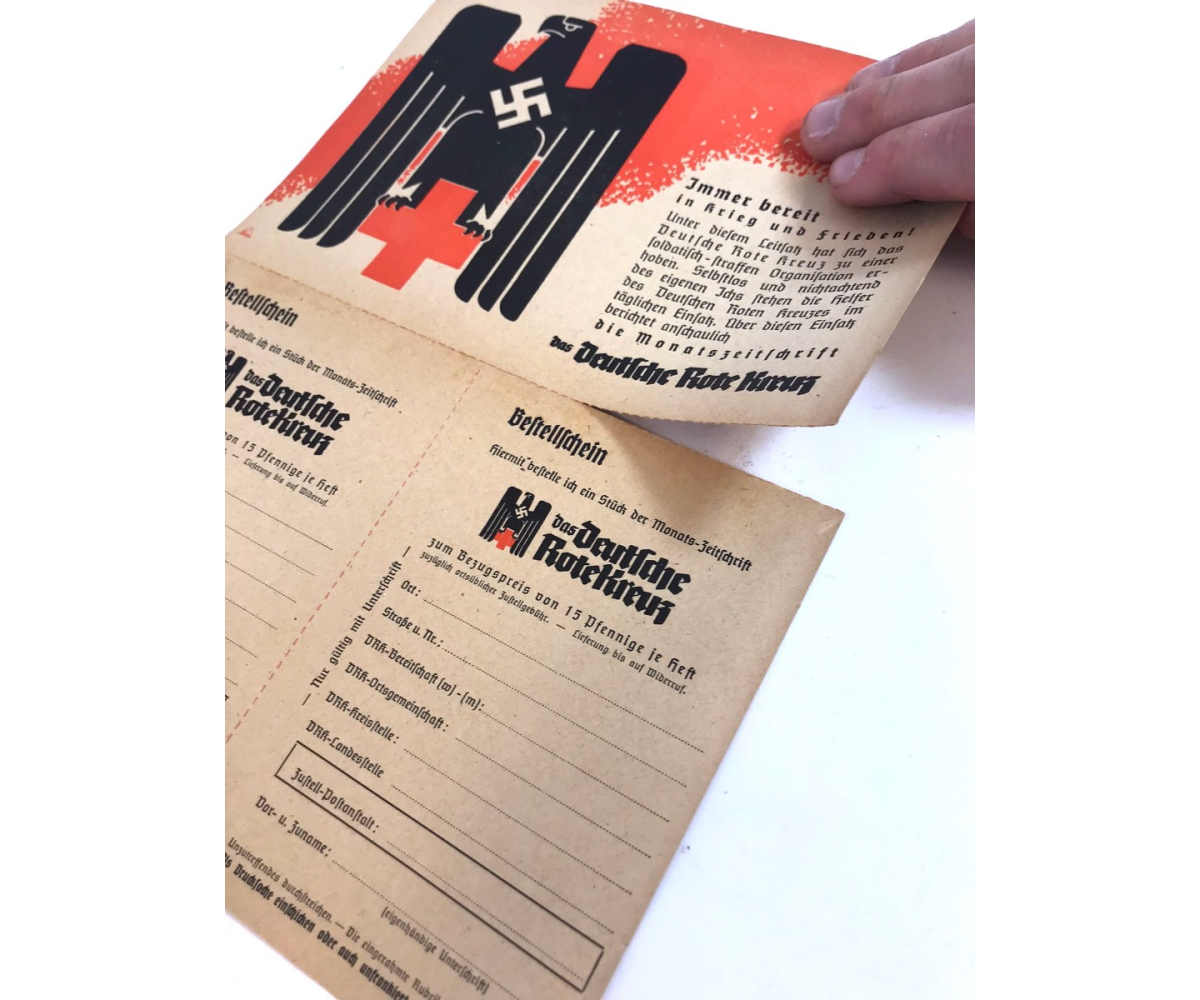 Immer bereit
in Krieg und Frieden!
Unter diesem Leitsatz hat sich das
Deutsche Rote Kreuz zu einer
soldatisch-straffen Organisation er-
hoben. Selbstlos und nichtachtend
des eigenen Ichs stehen die Helfer
des Deutschen Roten Kreuzes im
täglichen Einsatz. Über diesen Einsatz
berichtet anschaulich
die Monatszeitschrift
das Deutsche Rote Kreuz
Bestellschein
bestelle ich ein Stück der Monats-Zeitschrift
das Deutsche
Rote Kreuz
von 15 Pfennige je Heft
— Lieferung bis auf Widerruf.
Bestellschein
Hiermit bestelle ich ein Stück der Monats-Zeitschrift
das Deutsche
Rote Kreuz
zum Bezugspreis von 15 Pfennige je Heft
zuzüglich ortsüblicher Zustellgebühr. — Lieferung bis auf Widerruf.
— Nur gültig mit Unterschrift —
Ort:
Straße u. Nr.:
DRK-Bereitschaft (w) - (m):
DRK-Ortsgemeinschaft:
DRK-Kreisstelle:
DRK-Landesstelle
Zustell-Postanstalt:
Vor- u. Zuname:
(eigenhändige Unterschrift)
Unzutreffendes durchstreichen. — Die eingerahmte
als Drucksache einschicken oder auch unfrankiert